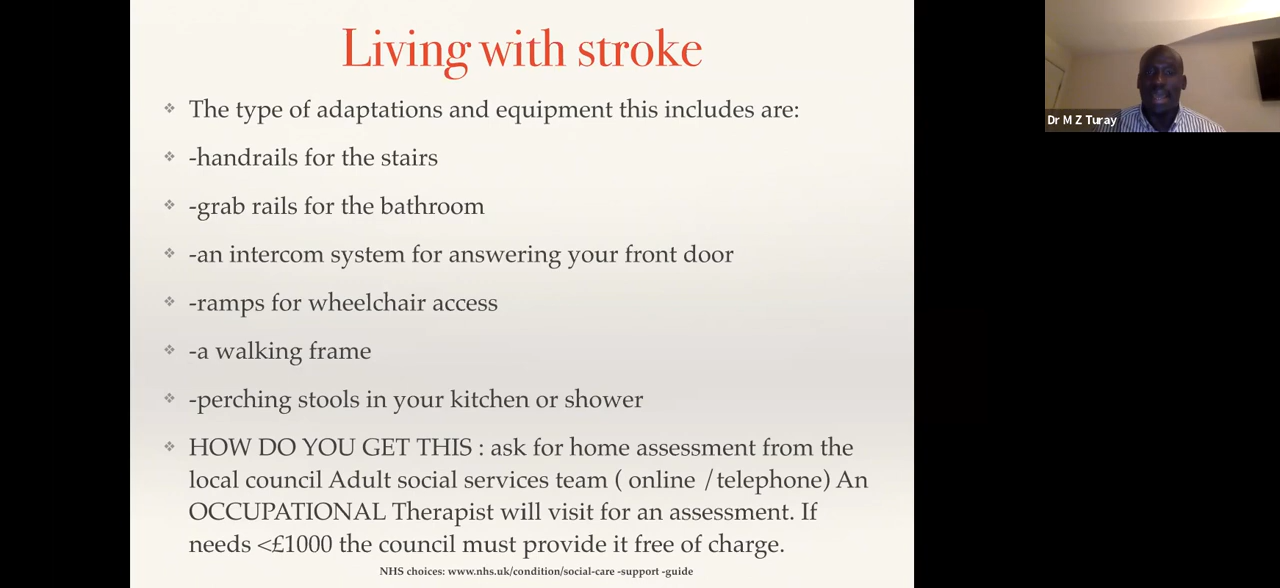 Living with stroke
The type of adaptations and equipment this includes are:
-handrails for the stairs
-grab rails for the bathroom
-an intercom system for answering your front door
-ramps for wheelchair access
-a walking frame
-perching stools in your kitchen or shower
HOW DO YOU GET THIS : ask for home assessment from the
local council Adult social services team ( online /telephone) An
OCCUPATIONAL Therapist will visit for an assessment. If
needs <£1000 the council must provide it free of charge.
NHS choices: www.nhs.uk/condition/social-care -support -guide
Dr M Z Turay